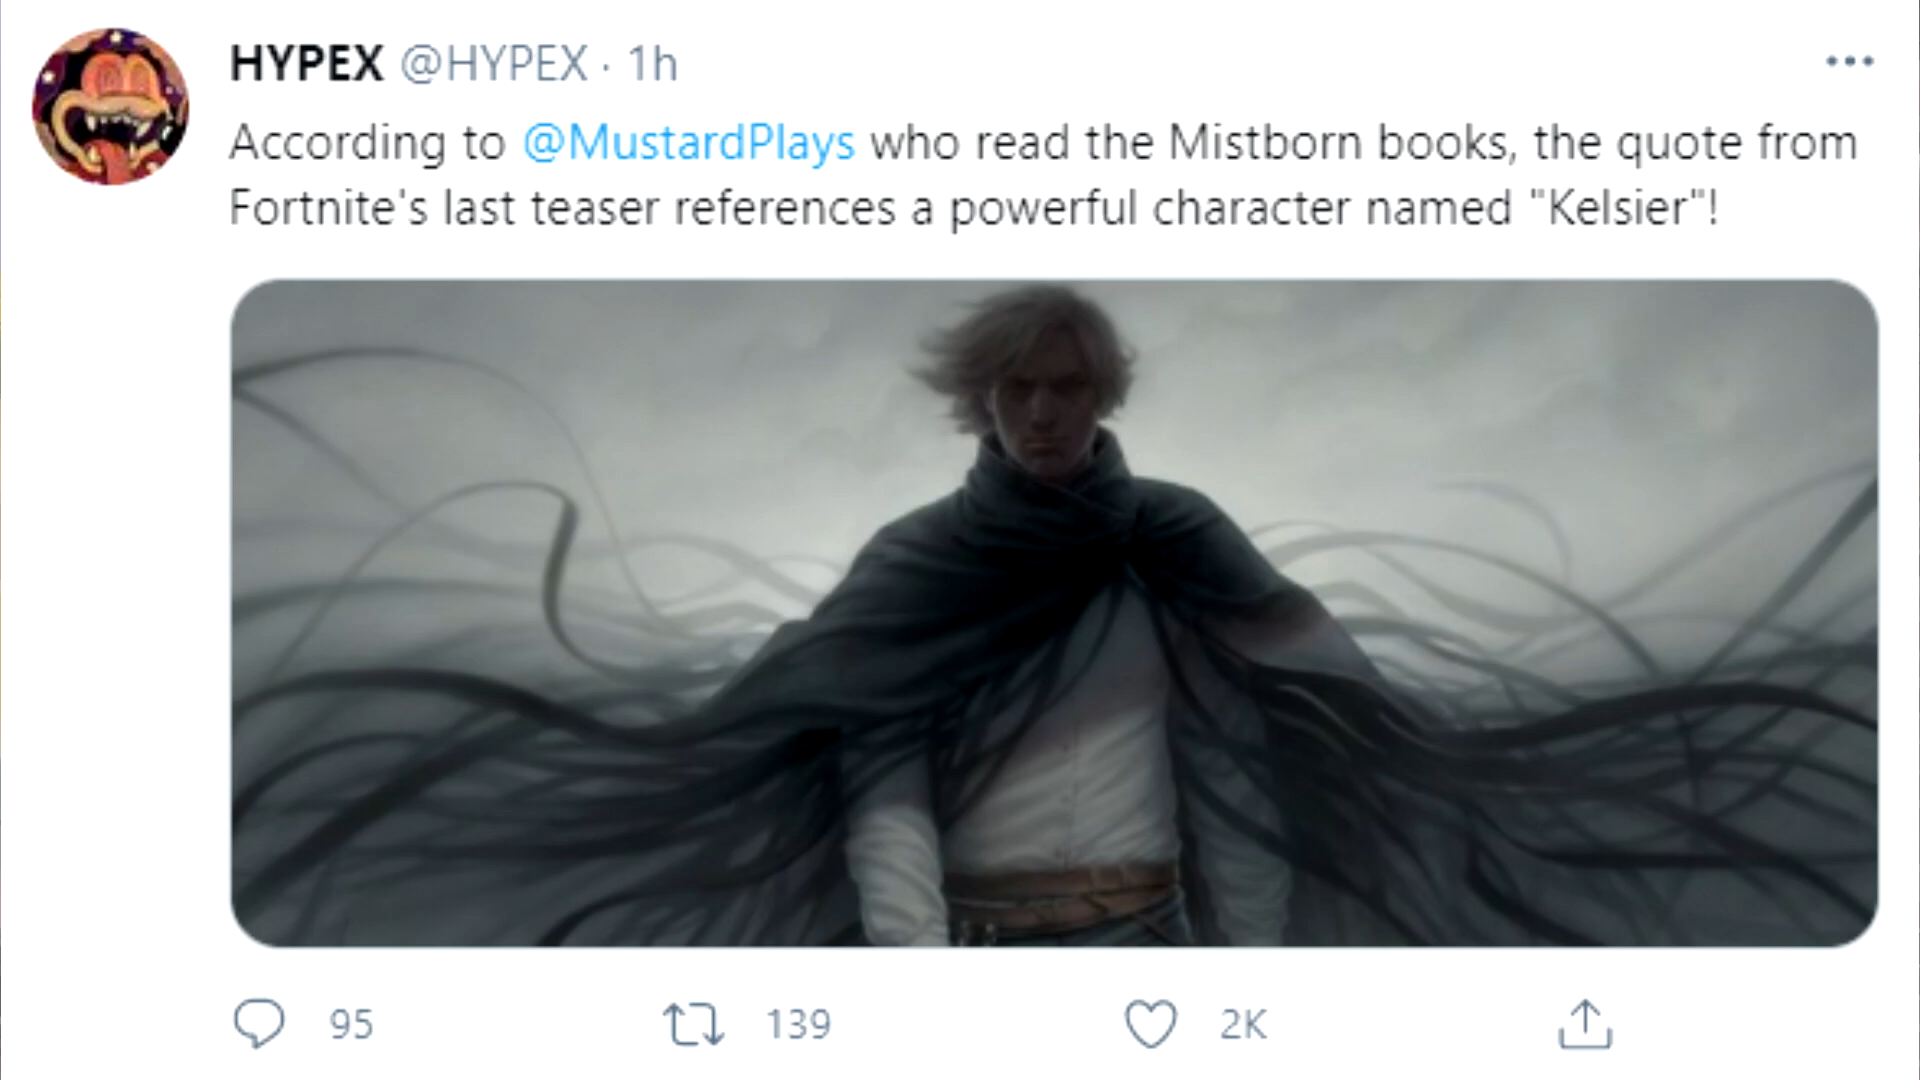 HYPEX @HYPEX · 1h
According to @MustardPlays who read the Mistborn books, the quote from
Fortnite's last teaser references a powerful character named "Kelsier"!
95 139 2K